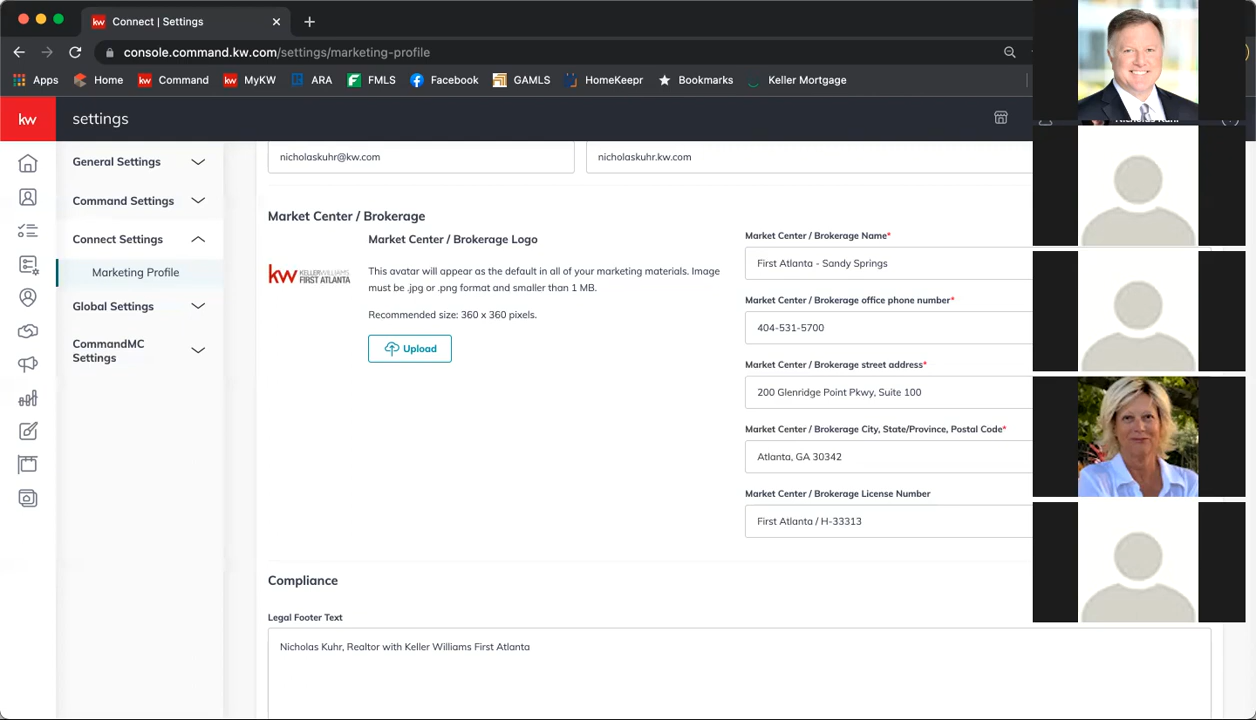 kw Connect | Settings
console.command.kw.com/settings/marketing-profile
Apps Home kw Command kw MyKW ARA FMLS Facebook GAMLS HomeKeepr Bookmarks Keller Mortgage
kw settings
General Settings
Command Settings
Connect Settings
Marketing Profile
Global Settings
CommandMC
Settings
nicholaskuhr@kw.com
nicholaskuhr.kw.com
Market Center / Brokerage
Market Center / Brokerage Logo
kw KELLERWILLIAMS
FIRST ATLANTA
This avatar will appear as the default in all of your marketing materials. Image
must be .jpg or .png format and smaller than 1 MB.
Recommended size: 360 x 360 pixels.
Upload
Market Center / Brokerage Name*
First Atlanta - Sandy Springs
Market Center / Brokerage office phone number*
404-531-5700
Market Center / Brokerage street address*
200 Glenridge Point Pkwy, Suite 100
Market Center / Brokerage City, State/Province, Postal Code*
Atlanta, GA 30342
Market Center / Brokerage License Number
First Atlanta / H-33313
Compliance
Legal Footer Text
Nicholas Kuhr, Realtor with Keller Williams First Atlanta